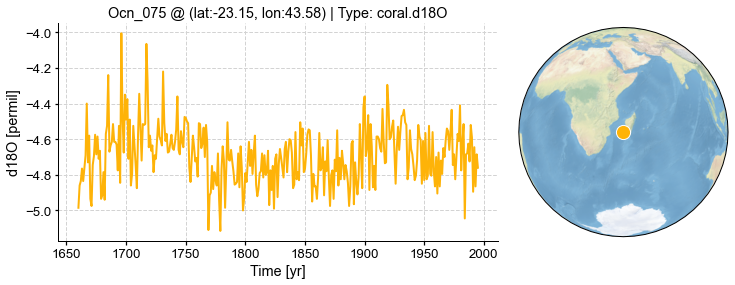 Ocn_075 @ (lat:-23.15, lon:43.58) | Type: coral.d18O
−4.0
−4.2
−4.4
−4.6
−4.8
−5.0
d18O [permil]
1650 1700 1750 1800 1850 1900 1950 2000
Time [yr]